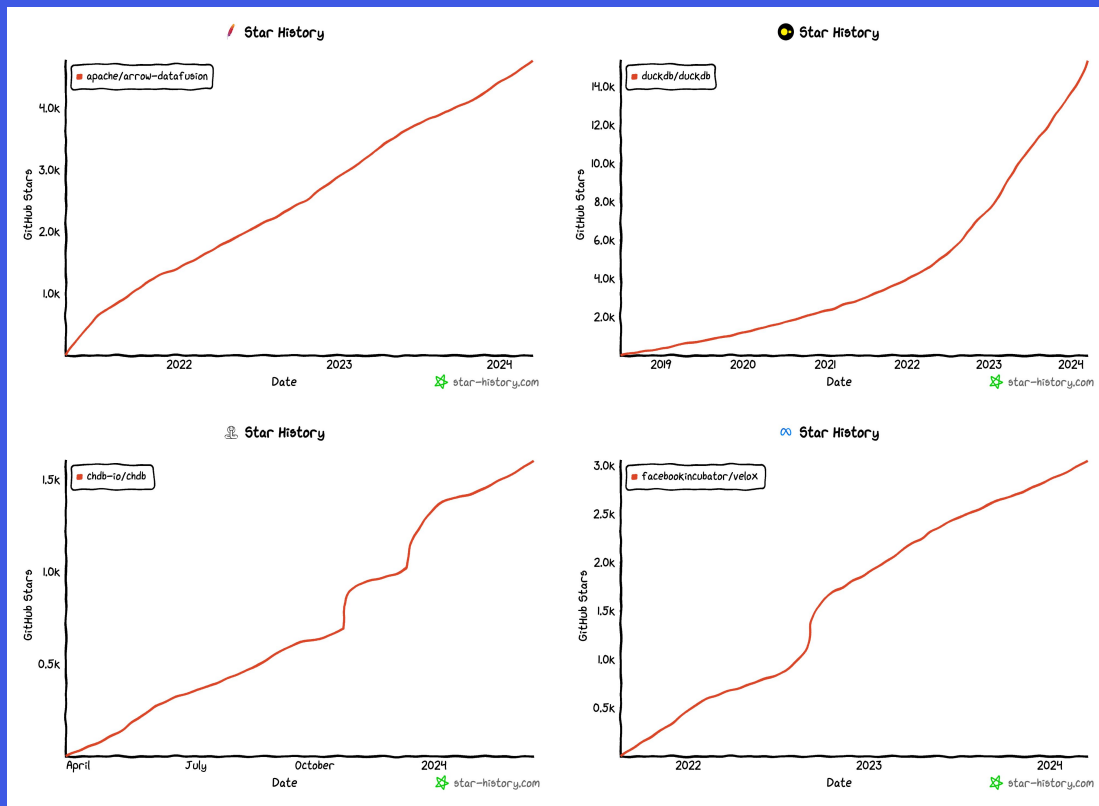 Star History
apache/arrow-datafusion
4.0k
3.0k
2.0k
1.0k
GitHub Stars
2022 2023 2024
Date
star-history.com
Star History
duckdb/duckdb
14.0k
12.0k
10.0k
8.0k
6.0k
4.0k
2.0k
GitHub Stars
2019 2020 2021 2022 2023 2024
Date
star-history.com
Star History
chdb-io/chdb
1.5k
1.0k
0.5k
GitHub Stars
April July October 2024
Date
star-history.com
Star History
facebookincubator/velox
3.0k
2.5k
2.0k
1.5k
1.0k
0.5k
GitHub Stars
2022 2023 2024
Date
star-history.com